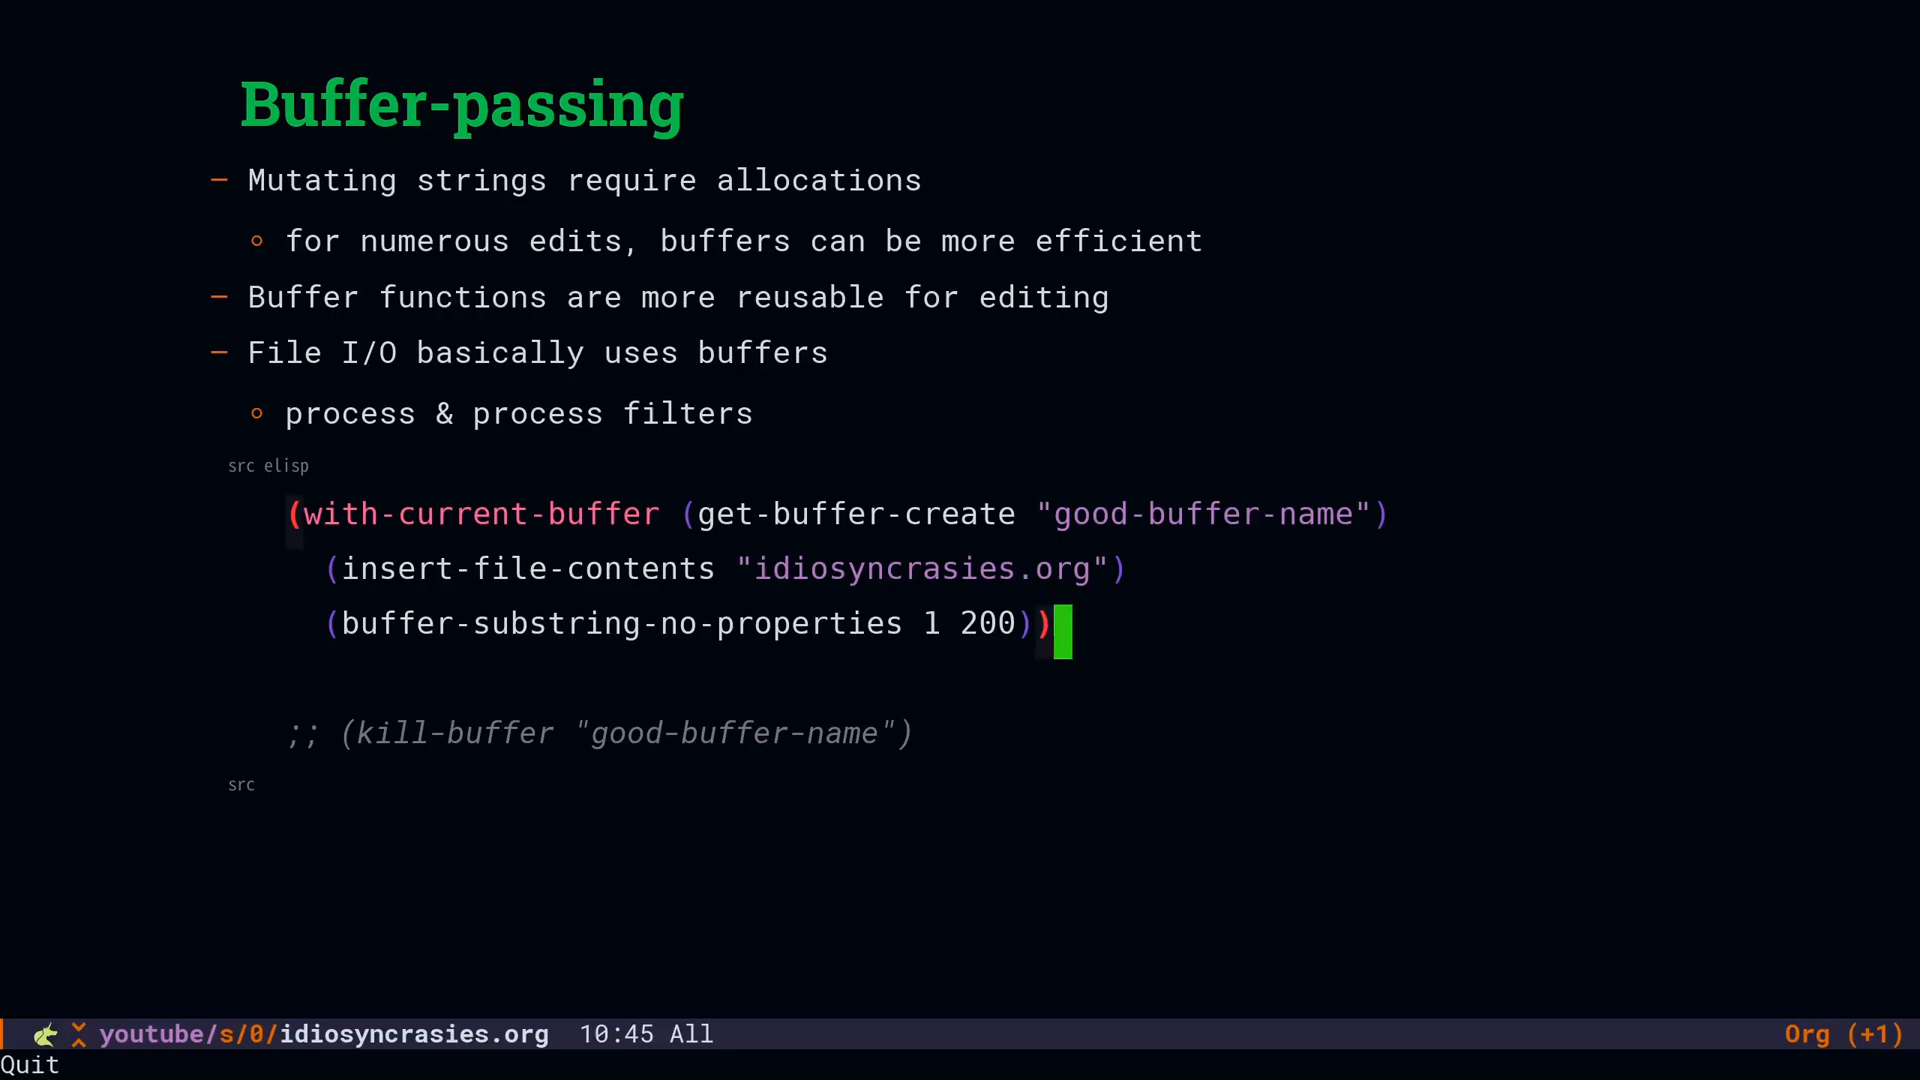 Buffer-passing
– Mutating strings require allocations
∘ for numerous edits, buffers can be more efficient
– Buffer functions are more reusable for editing
– File I/O basically uses buffers
∘ process & process filters
src elisp
(with-current-buffer (get-buffer-create "good-buffer-name")
(insert-file-contents "idiosyncrasies.org")
(buffer-substring-no-properties 1 200))
;; (kill-buffer "good-buffer-name")
src
youtube/s/0/idiosyncrasies.org 10:45 All Org (+1)
Quit